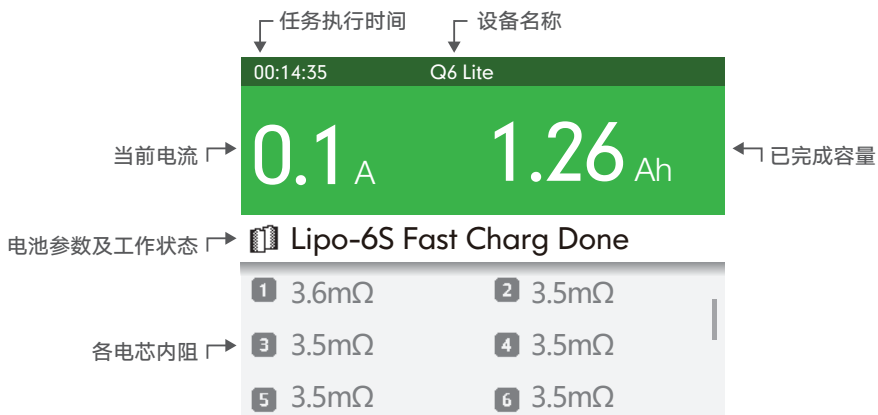 任务执行时间 设备名称
00:14:35 Q6 Lite
当前电流 0.1 A 1.26 Ah 已完成容量
电池参数及工作状态 Lipo-6S Fast Charg Done
1 3.6mΩ 2 3.5mΩ
各电芯内阻 3 3.5mΩ 4 3.5mΩ
5 3.5mΩ 6 3.5mΩ